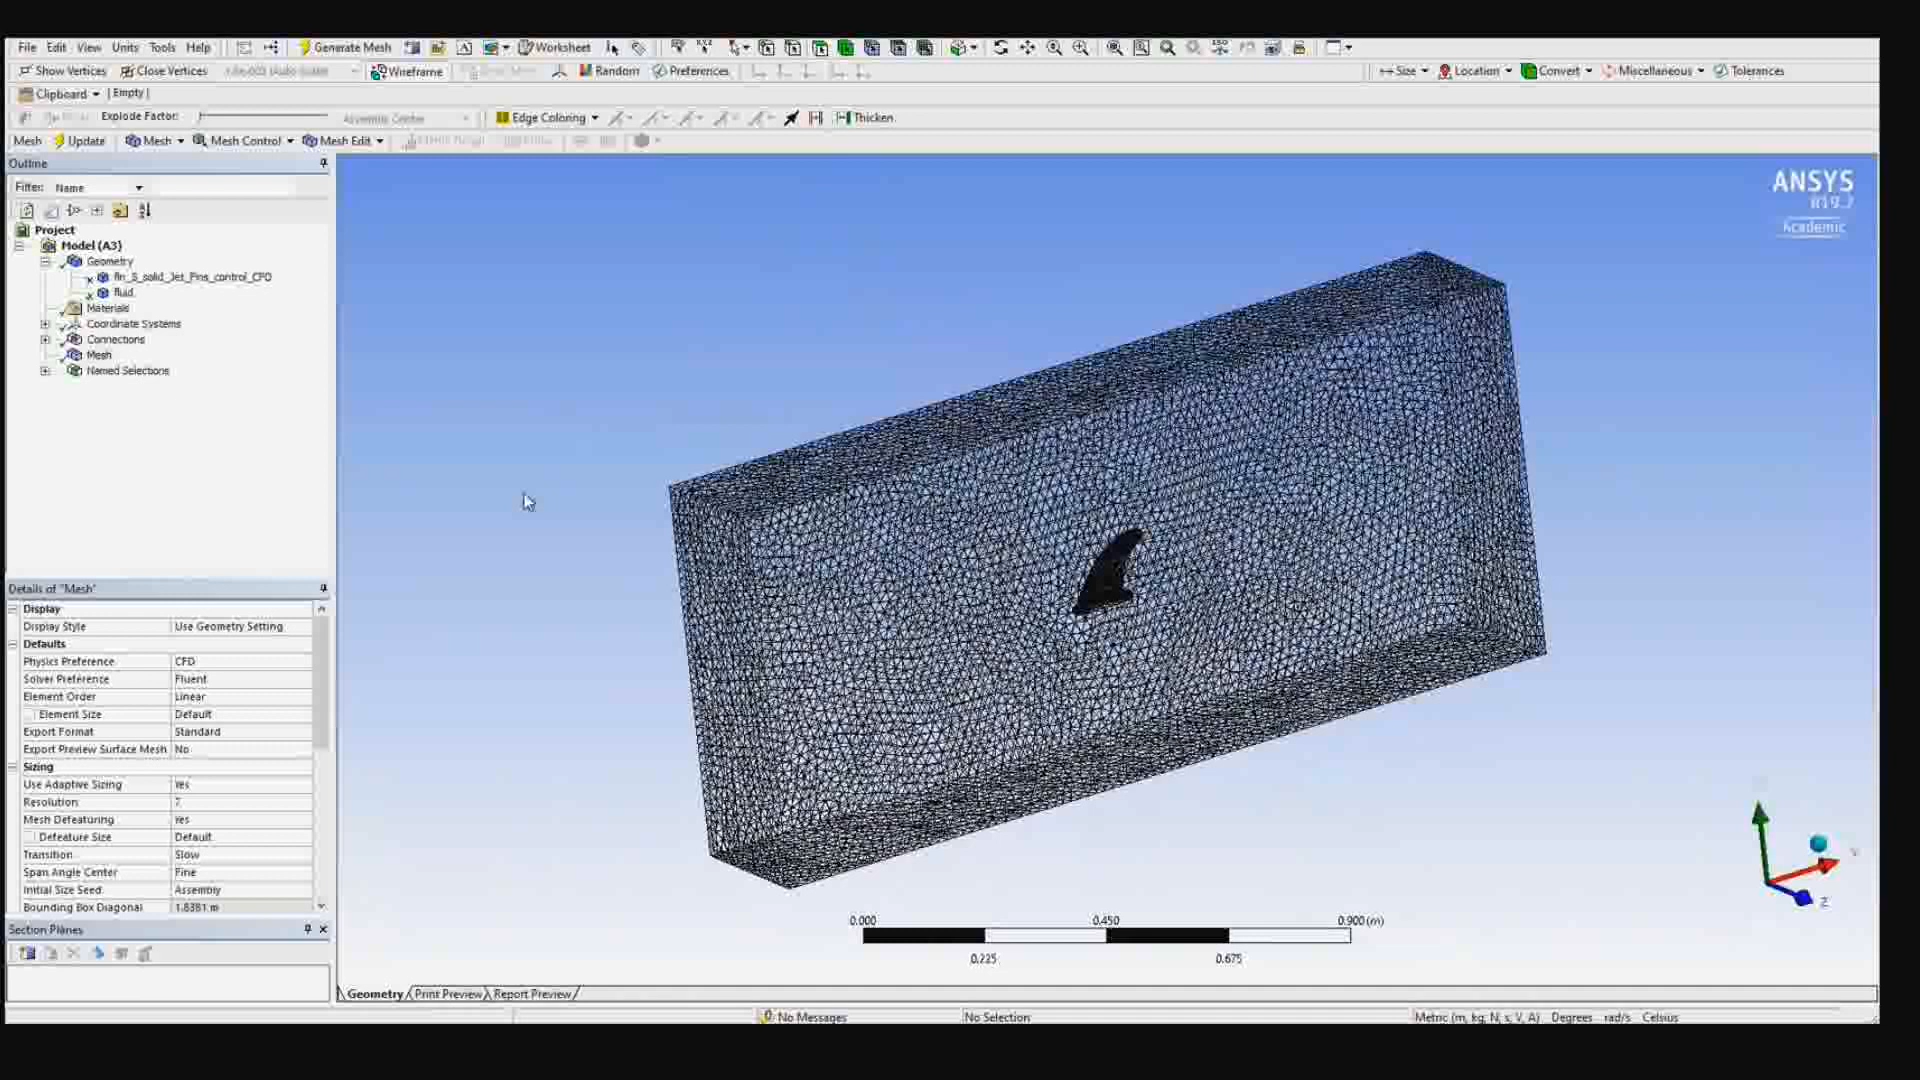 File Edit View Units Tools Help Generate Mesh Worksheet
Show Vertices Close Vertices Wireframe Random Preferences Size Location Convert Miscellaneous Tolerances
Clipboard [Empty]
Explode Factor: Assembly Center Edge Coloring Thicken
Mesh Update Mesh Mesh Control Mesh Edit
Outline
Filter: Name
Project
Model (A3)
Geometry
fin_S_solid_Jet_Fins_control_CFD
fluid
Materials
Coordinate Systems
Connections
Mesh
Named Selections
Details of "Mesh"
Display
Display Style Use Geometry Setting
Defaults
Physics Preference CFD
Solver Preference Fluent
Element Order Linear
Element Size Default
Export Format Standard
Export Preview Surface Mesh No
Sizing
Use Adaptive Sizing Yes
Resolution 7
Mesh Defeaturing Yes
Defeature Size Default
Transition Slow
Span Angle Center Fine
Initial Size Seed Assembly
Bounding Box Diagonal 1.8381 m
Section Planes
ANSYS
R19.2
Academic
Z
0.000 0.450 0.900 (m)
0.225 0.675
Geometry Print Preview Report Preview
No Messages No Selection Metric (m, kg, N, s, V, A) Degrees rad/s Celsius